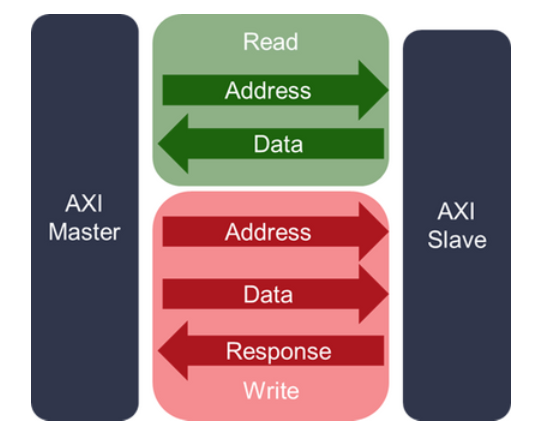 Read
Address
Data
AXI
Master
AXI
Slave
Address
Data
Response
Write